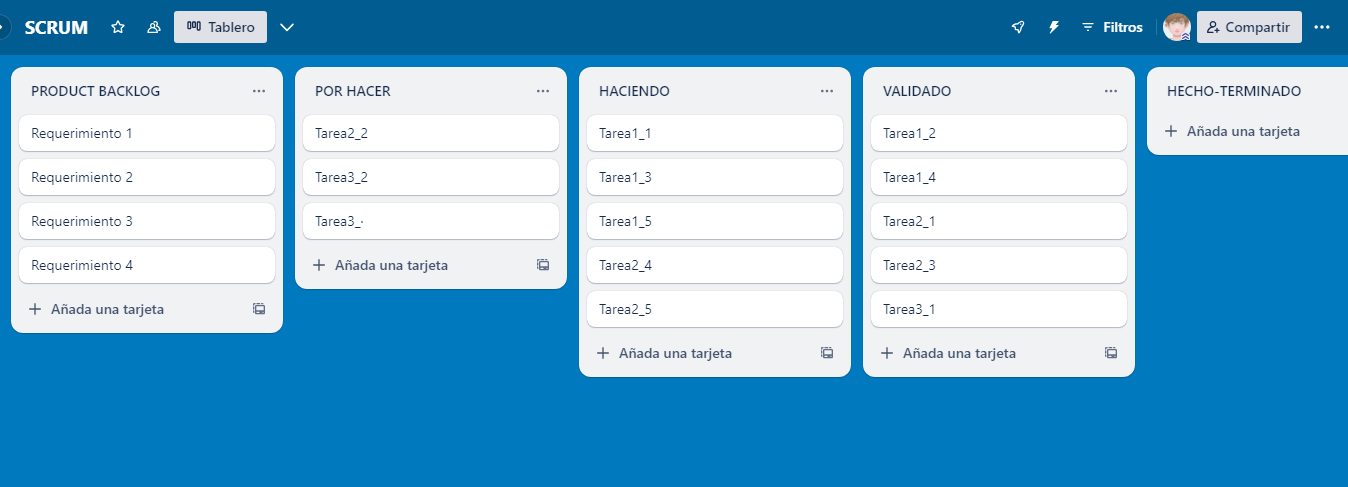 SCRUM
Tablero
Filtros
Compartir
PRODUCT BACKLOG
Requerimiento 1
Requerimiento 2
Requerimiento 3
Requerimiento 4
Añada una tarjeta
POR HACER
Tarea2_2
Tarea3_2
Tarea3_·
Añada una tarjeta
HACIENDO
Tarea1_1
Tarea1_3
Tarea1_5
Tarea2_4
Tarea2_5
Añada una tarjeta
VALIDADO
Tarea1_2
Tarea1_4
Tarea2_1
Tarea2_3
Tarea3_1
Añada una tarjeta
HECHO-TERMINADO
Añada una tarjeta